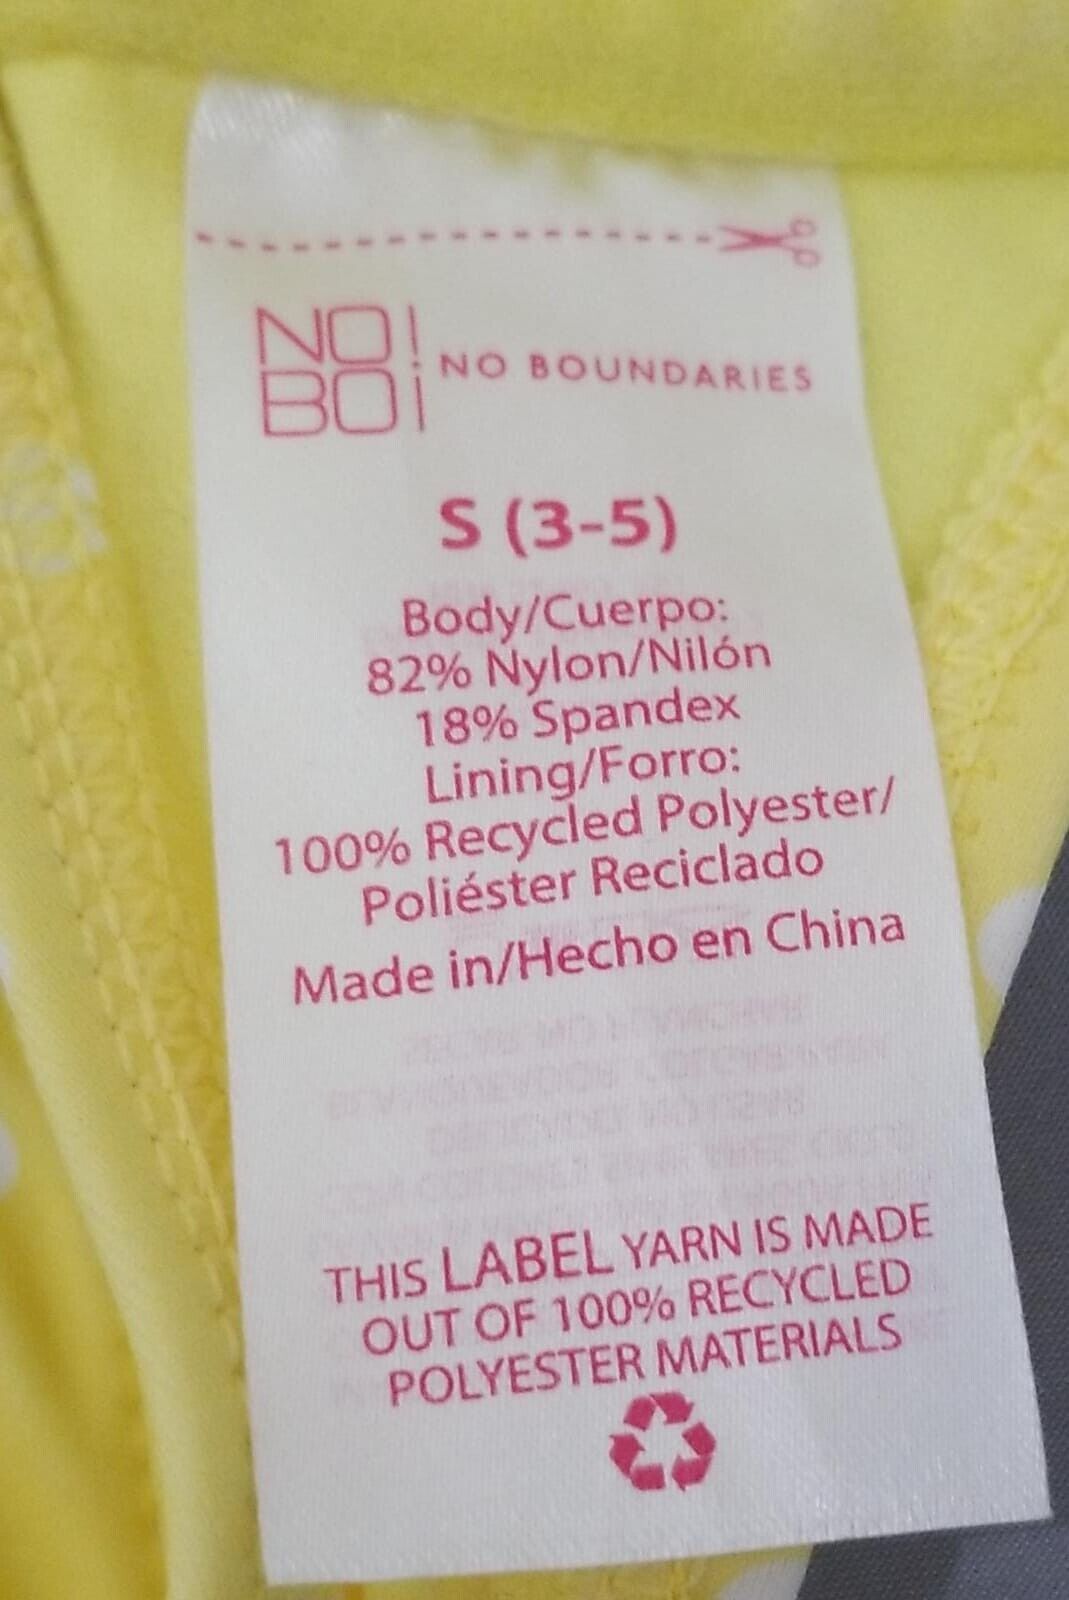 NO!
BO¡
NO BOUNDARIES
S (3-5)
Body/Cuerpo:
82% Nylon/Nilón
18% Spandex
Lining/Forro:
100% Recycled Polyester/
Poliéster Reciclado
Made in/Hecho en China
THIS LABEL YARN IS MADE
OUT OF 100% RECYCLED
POLYESTER MATERIALS